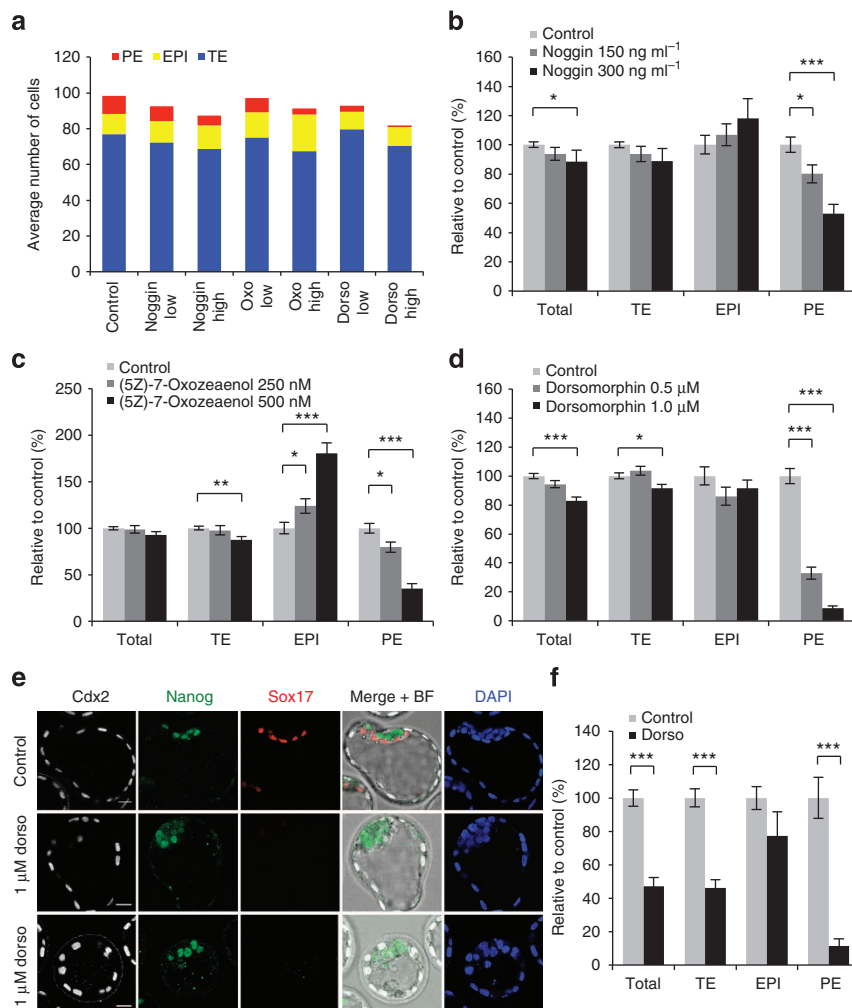 a
PE EPI TE
Average number of cells
120
100
80
60
40
20
0
Control
Noggin low
Noggin high
Oxo low
Oxo high
Dorso low
Dorso high
b
Control
Noggin 150 ng ml−1
Noggin 300 ng ml−1
Relative to control (%)
160
140
120
100
80
60
40
20
0
*
***
*
Total TE EPI PE
c
Control
(5Z)-7-Oxozeaenol 250 nM
(5Z)-7-Oxozeaenol 500 nM
Relative to control (%)
250
200
150
100
50
0
**
***
*
***
*
Total TE EPI PE
d
Control
Dorsomorphin 0.5 μM
Dorsomorphin 1.0 μM
Relative to control (%)
160
140
120
100
80
60
40
20
0
***
*
***
***
Total TE EPI PE
e
Cdx2 Nanog Sox17 Merge + BF DAPI
Control
1 μM dorso
1 μM dorso
f
Control
Dorso
Relative to control (%)
140
120
100
80
60
40
20
0
***
***
***
Total TE EPI PE